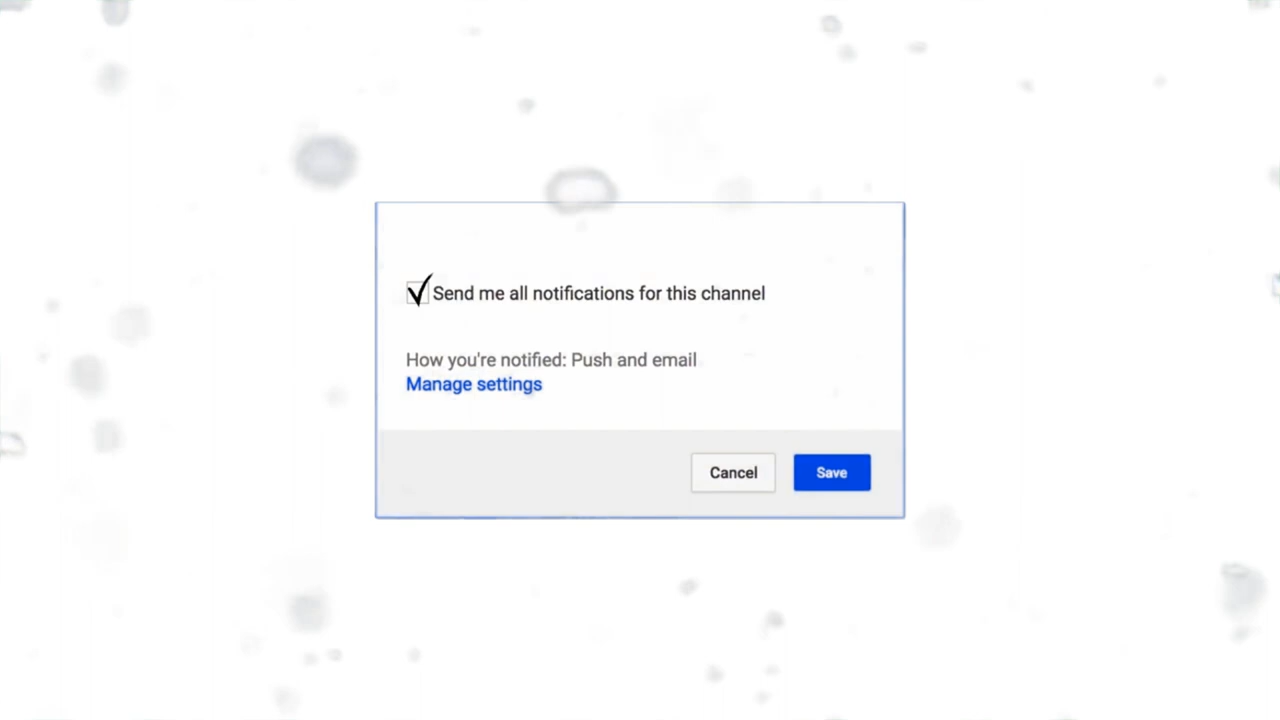 Send me all notifications for this channel
How you're notified: Push and email
Manage settings
Cancel
Save